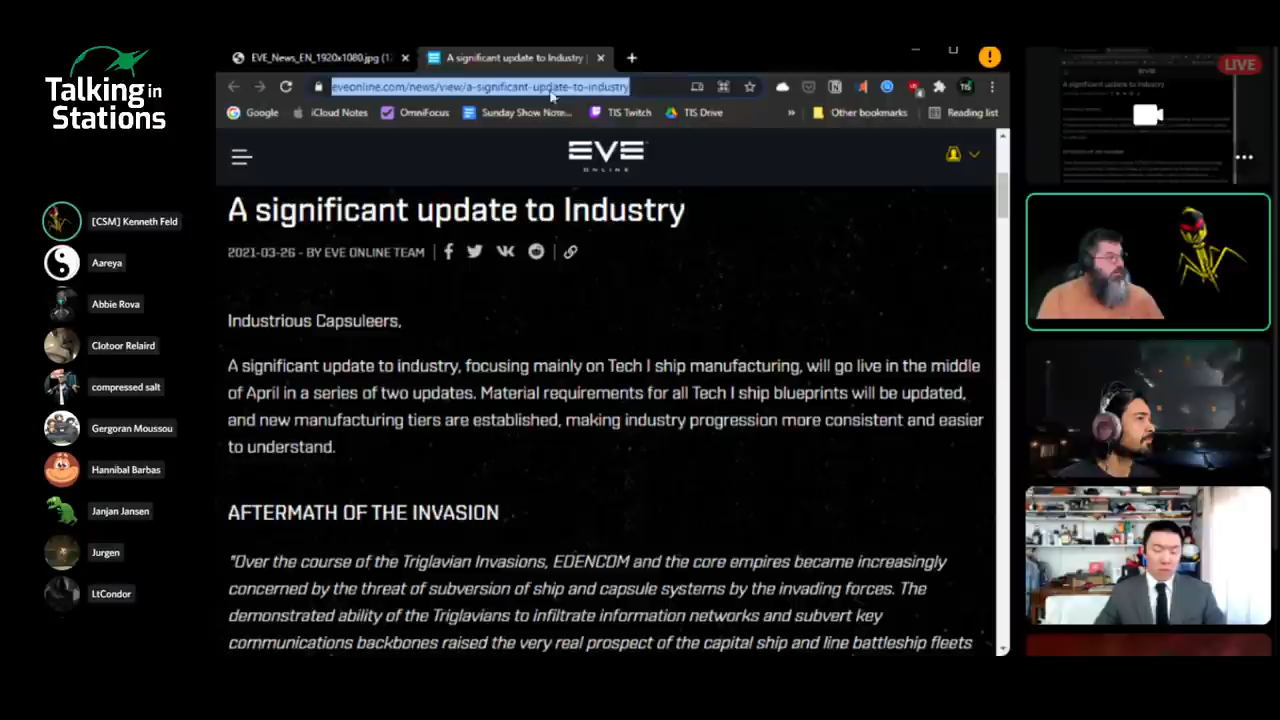 Talking in
Stations
[CSM] Kenneth Feld
Aareya
Abbie Rova
Clotoor Relaird
compressed salt
Gergoran Moussou
Hannibal Barbas
Janjan Jansen
Jurgen
LtCondor
EVE_News_EN_1920x1080.jpg (1
A significant update to Industry |
eveonline.com/news/view/a-significant-update-to-industry
Google
iCloud Notes
OmniFocus
Sunday Show Note...
TIS Twitch
TIS Drive
»
Other bookmarks
Reading list
EVE
ONLINE
A significant update to Industry
2021-03-26 - BY EVE ONLINE TEAM
Industrious Capsuleers,
A significant update to industry, focusing mainly on Tech I ship manufacturing, will go live in the middle
of April in a series of two updates. Material requirements for all Tech I ship blueprints will be updated,
and new manufacturing tiers are established, making industry progression more consistent and easier
to understand.
AFTERMATH OF THE INVASION
"Over the course of the Triglavian Invasions, EDENCOM and the core empires became increasingly
concerned by the threat of subversion of ship and capsule systems by the invading forces. The
demonstrated ability of the Triglavians to infiltrate information networks and subvert key
communications backbones raised the very real prospect of the capital ship and line battleship fleets
LIVE
A significant update to Industry